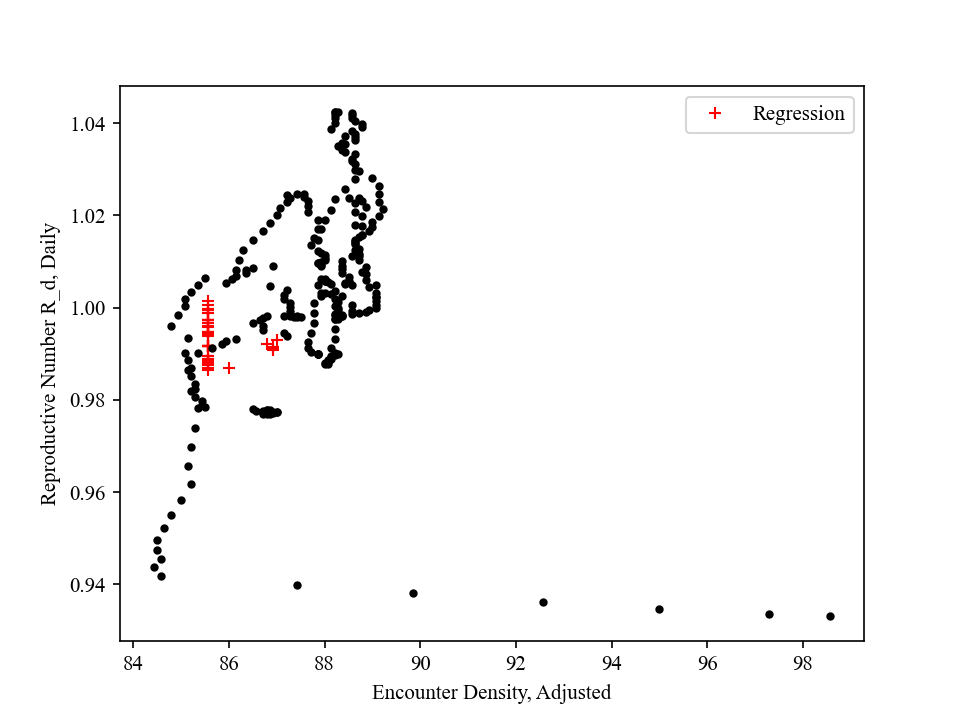 Regression
1.04
1.02
1.00
0.98
0.96
0.94
Reproductive Number R_d, Daily
84 86 88 90 92 94 96 98
Encounter Density, Adjusted